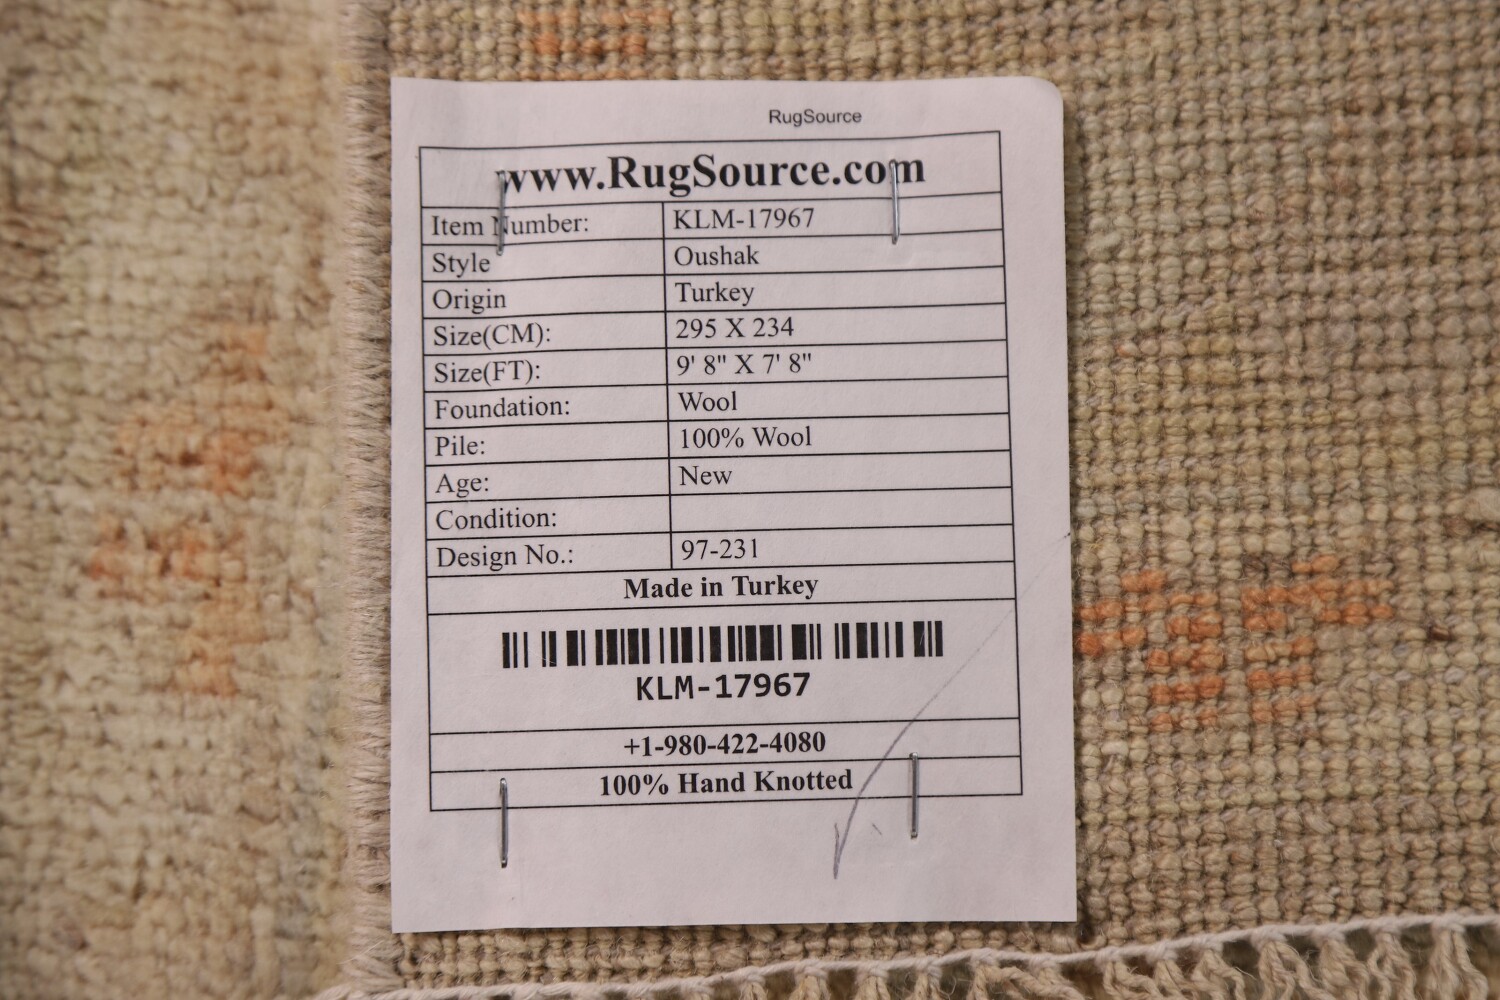 RugSource
www.RugSource.com
Item Number: KLM-17967
Style Oushak
Origin Turkey
Size(CM): 295 X 234
Size(FT): 9' 8" X 7' 8"
Foundation: Wool
Pile: 100% Wool
Age: New
Condition:
Design No.: 97-231
Made in Turkey
KLM-17967
+1-980-422-4080
100% Hand Knotted